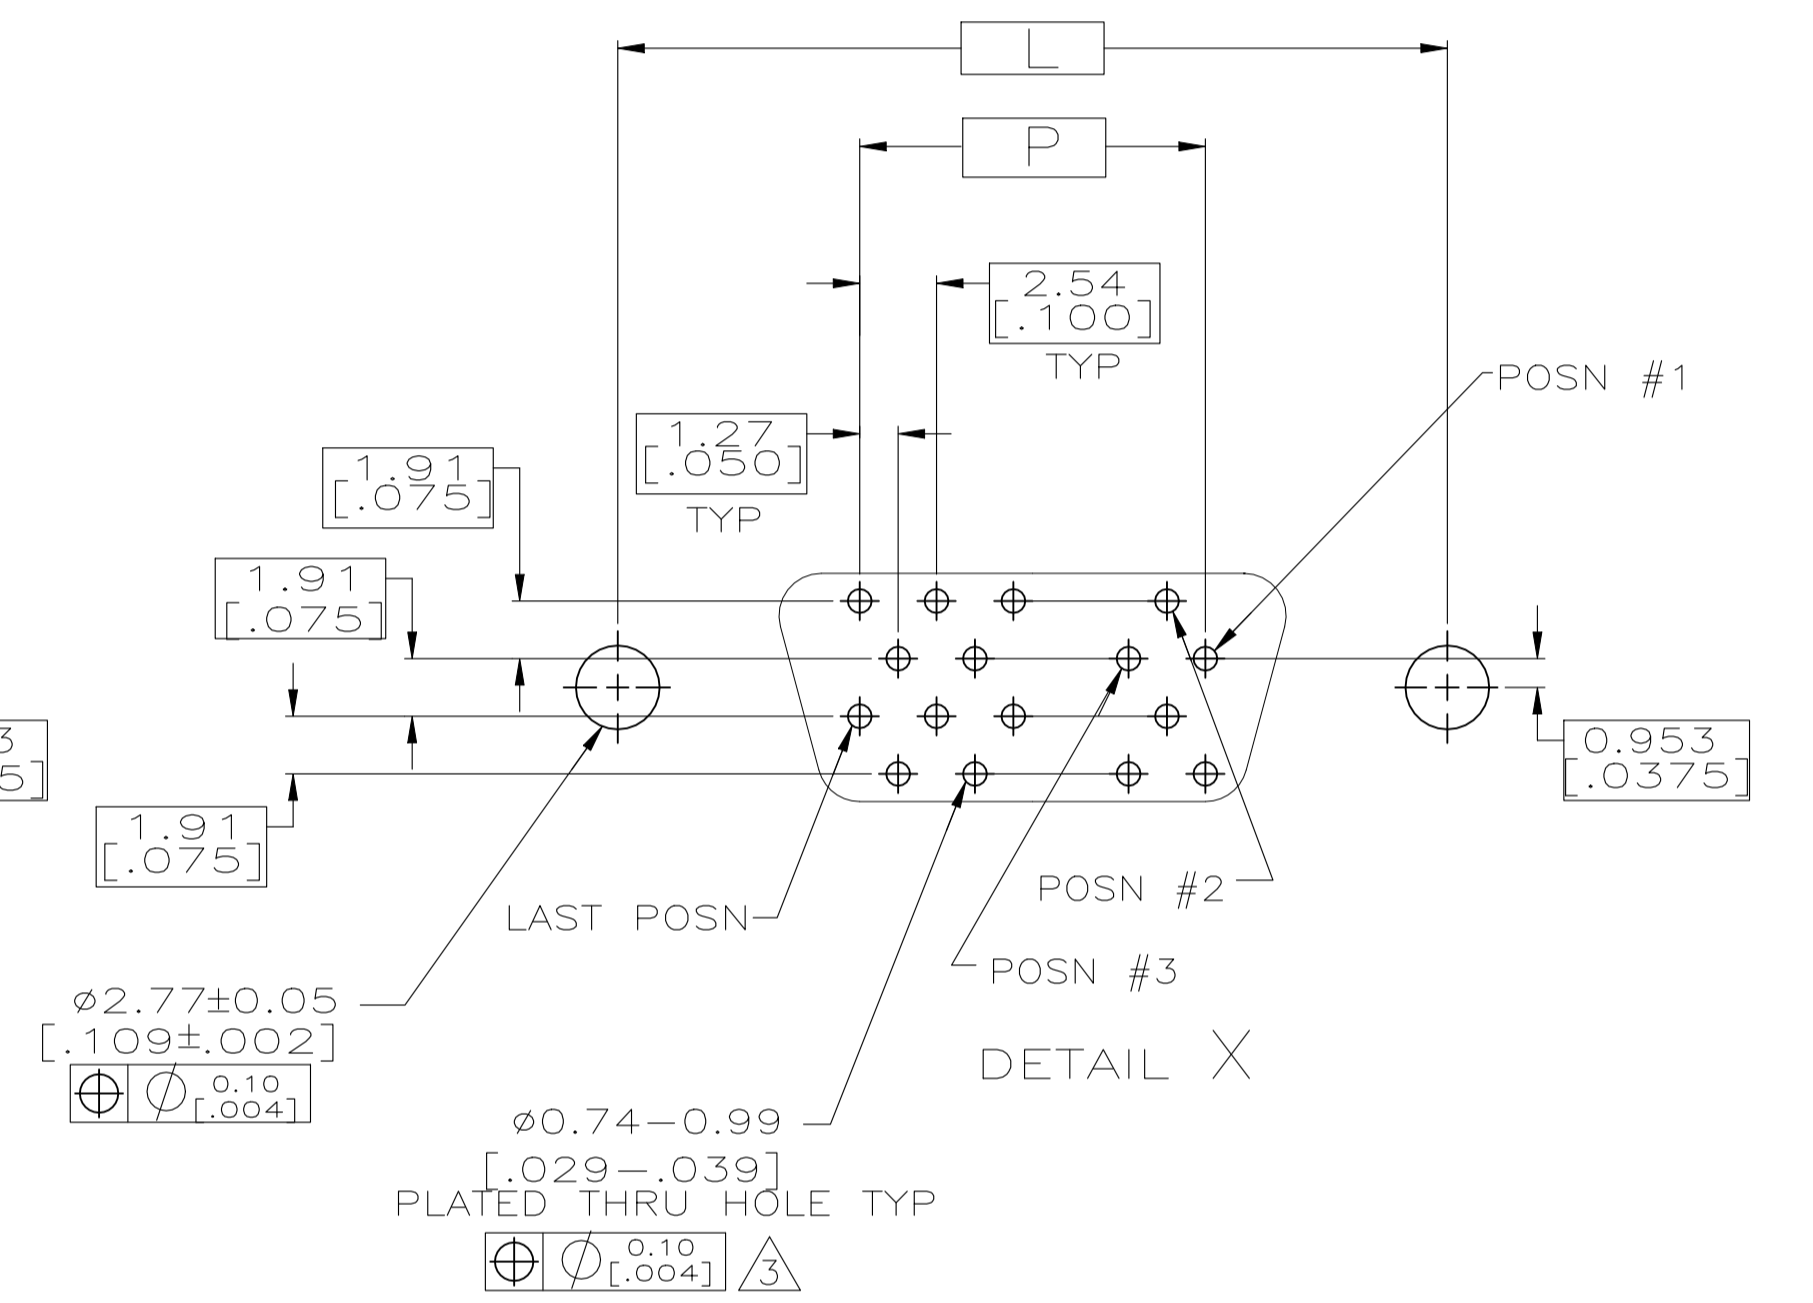 L
P
2.54
[.100]
TYP
POSN #1
1.27
[.050]
TYP
1.91
[.075]
1.91
[.075]
3
5]
0.953
[.0375]
1.91
[.075]
POSN #2
LAST POSN
POSN #3
⌀2.77±0.05
[.109±.002]
⌖ ⌀ 0.10
[.004]
DETAIL X
⌀0.74-0.99
[.029-.039]
PLATED THRU HOLE TYP
⌖ ⌀ 0.10
[.004]
3